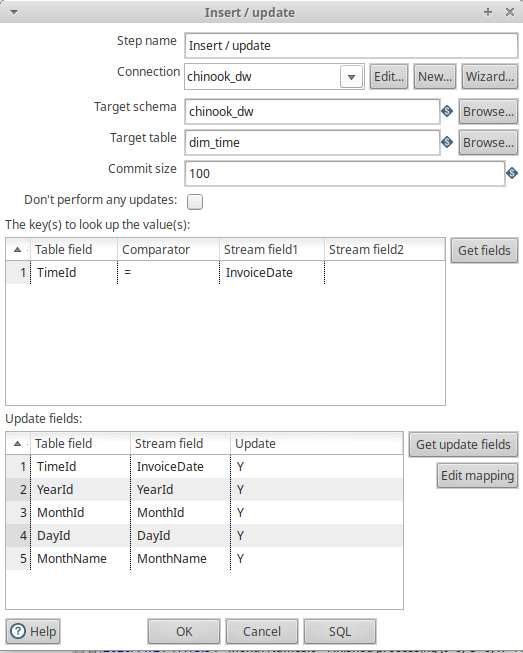 Insert / update
Step name Insert / update
Connection chinook_dw Edit... New... Wizard...
Target schema chinook_dw S Browse...
Target table dim_time S Browse...
Commit size 100 S
Don't perform any updates:
The key(s) to look up the value(s):
Table field Comparator Stream field1 Stream field2 Get fields
1 TimeId = InvoiceDate
Update fields:
Table field Stream field Update Get update fields
1 TimeId InvoiceDate Y Edit mapping
2 YearId YearId Y
3 MonthId MonthId Y
4 DayId DayId Y
5 MonthName MonthName Y
? Help OK Cancel SQL